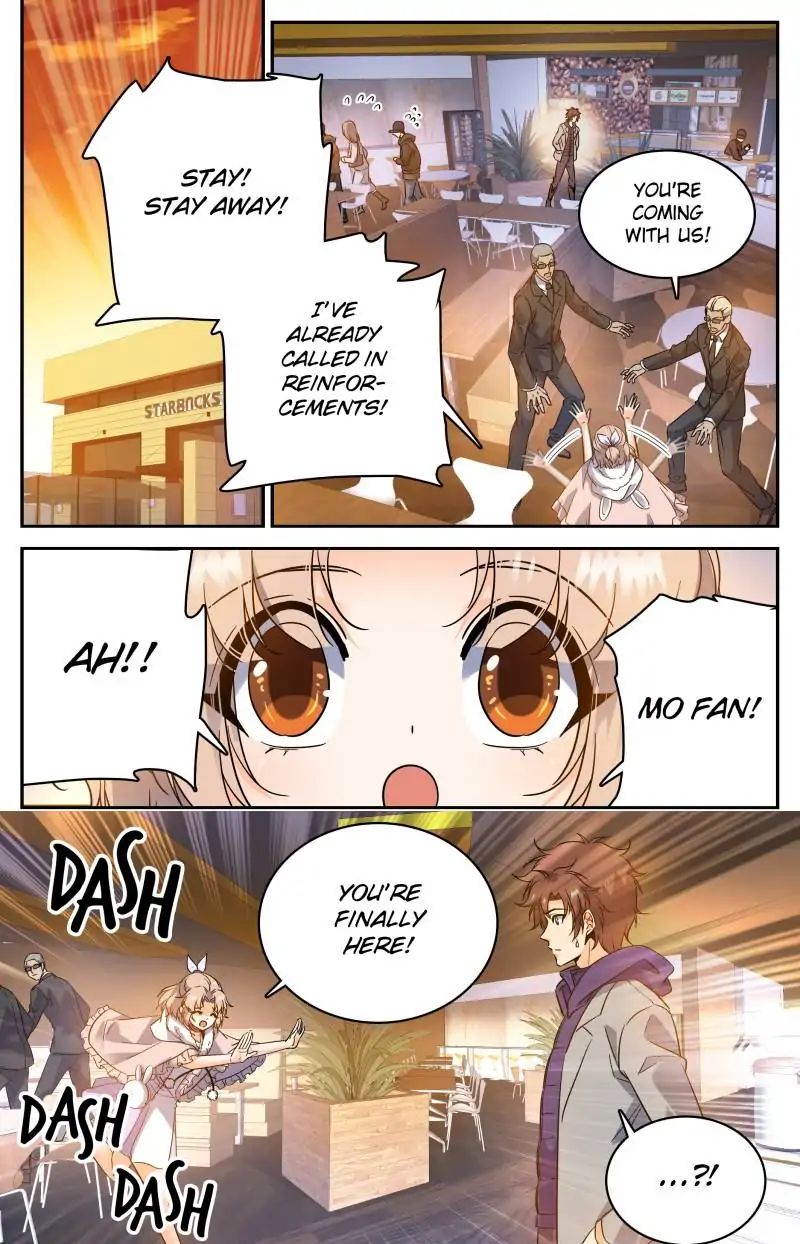 STAY!
STAY AWAY!
I'VE
ALREADY
CALLED IN
REINFOR-
CEMENTS!
STARBUCKS
YOU'RE
COMING
WITH US!
AH!!
MO FAN!
DASH
YOU'RE
FINALLY
HERE!
DASH
DASH
...?!